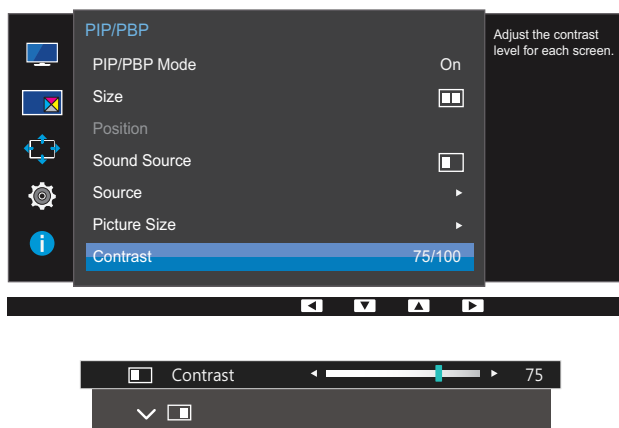 PIP/PBP
Adjust the contrast
level for each screen.
PIP/PBP Mode On
Size
Position
Sound Source
Source
Picture Size
Contrast 75/100
Contrast 75